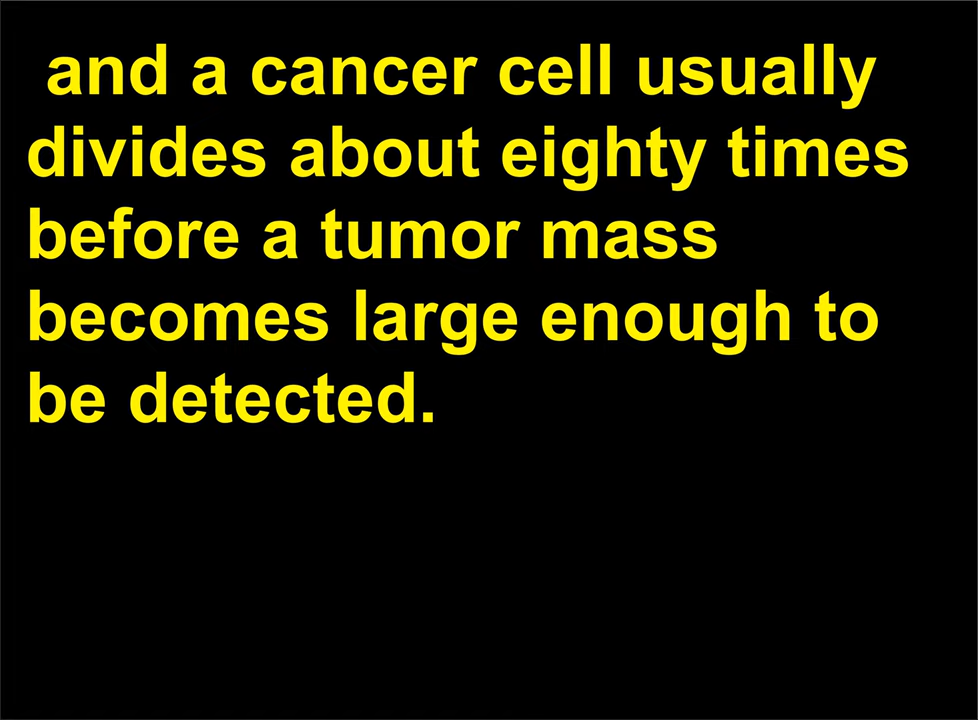 and a cancer cell usually
divides about eighty times
before a tumor mass
becomes large enough to
be detected.